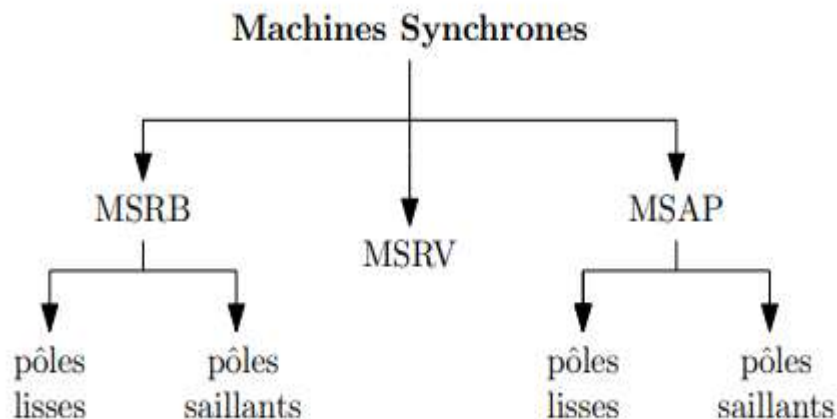 Machines Synchrones
MSRB
MSRV
MSAP
pôles
lisses
pôles
saillants
pôles
lisses
pôles
saillants